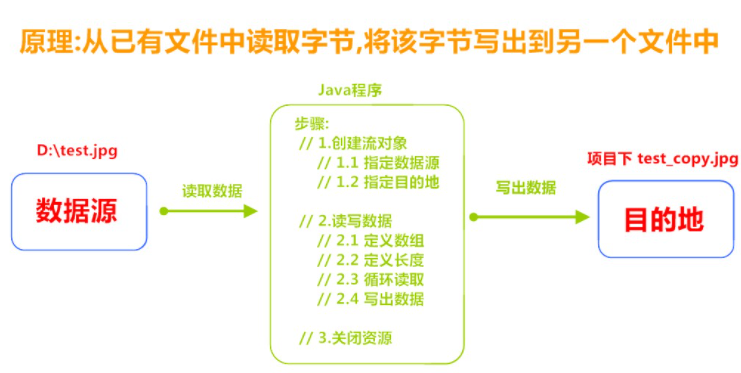 原理:从已有文件中读取字节,将该字节写出到另一个文件中
Java程序
D:\test.jpg
数据源
读取数据
步骤:
// 1.创建流对象
// 1.1 指定数据源
// 1.2 指定目的地
// 2.读写数据
// 2.1 定义数组
// 2.2 定义长度
// 2.3 循环读取
// 2.4 写出数据
// 3.关闭资源
写出数据
项目下 test_copy.jpg
目的地